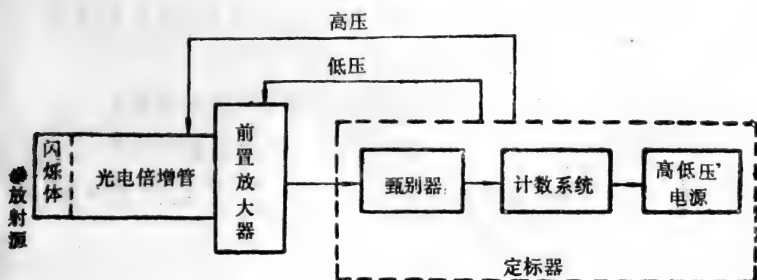 高压
低压
放射源
闪烁体
光电倍增管
前置放大器
甄别器
计数系统
高低压
电源
定标器